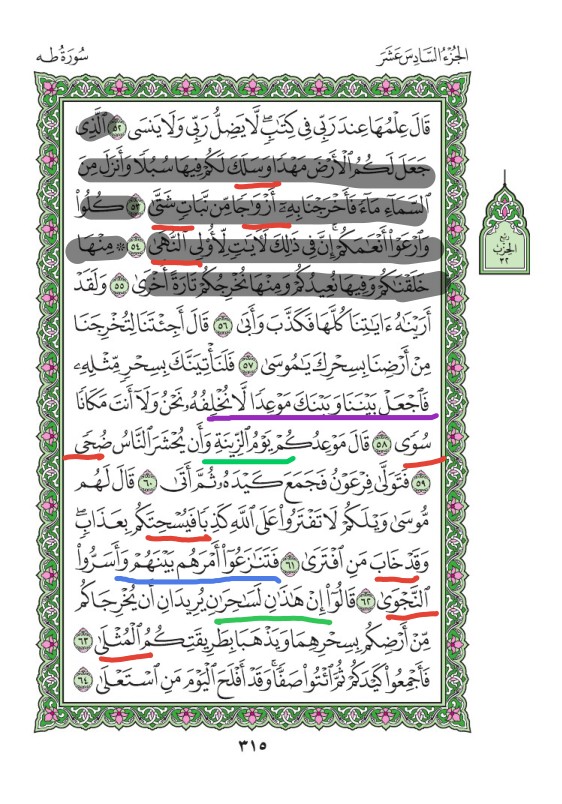 الجُزْءُ السَّادِسَ عَشَرَ
سُورَةُ طه
قَالَ عِلْمُهَا عِندَ رَبِّى فِى كِتَٰبٍۖ لَّا يَضِلُّ رَبِّى وَلَا يَنسَى ٥٢ ٱلَّذِى
جَعَلَ لَكُمُ ٱلْأَرْضَ مَهْدًا وَسَلَكَ لَكُمْ فِيهَا سُبُلًا وَأَنزَلَ مِنَ
ٱلسَّمَآءِ مَآءً فَأَخْرَجْنَا بِهِۦٓ أَزْوَٰجًا مِّن نَّبَاتٍ شَتَّىٰ ٥٣ كُلُوا۟
وَٱرْعَوْا۟ أَنْعَٰمَكُمْۗ إِنَّ فِى ذَٰلِكَ لَءَايَٰتٍ لِّأُو۟لِى ٱلنُّهَىٰ ٥٤ ۞ مِنْهَا
خَلَقْنَٰكُمْ وَفِيهَا نُعِيدُكُمْ وَمِنْهَا نُخْرِجُكُمْ تَارَةً أُخْرَىٰ ٥٥ وَلَقَدْ
أَرَيْنَٰهُ ءَايَٰتِنَا كُلَّهَا فَكَذَّبَ وَأَبَىٰ ٥٦ قَالَ أَجِئْتَنَا لِتُخْرِجَنَا
مِنْ أَرْضِنَا بِسِحْرِكَ يَٰمُوسَىٰ ٥٧ فَلَنَأْتِيَنَّكَ بِسِحْرٍ مِّثْلِهِۦ
فَٱجْعَلْ بَيْنَنَا وَبَيْنَكَ مَوْعِدًا لَّا نُخْلِفُهُۥ نَحْنُ وَلَآ أَنتَ مَكَانًا
سُوًى ٥٨ قَالَ مَوْعِدُكُمْ يَوْمُ ٱلزِّينَةِ وَأَن يُحْشَرَ ٱلنَّاسُ ضُحًى
٥٩ فَتَوَلَّىٰ فِرْعَوْنُ فَجَمَعَ كَيْدَهُۥ ثُمَّ أَتَىٰ ٦٠ قَالَ لَهُم
مُّوسَىٰ وَيْلَكُمْ لَا تَفْتَرُوا۟ عَلَى ٱللَّهِ كَذِبًا فَيُسْحِتَكُم بِعَذَابٍۖ
وَقَدْ خَابَ مَنِ ٱفْتَرَىٰ ٦١ فَتَنَٰزَعُوٓا۟ أَمْرَهُم بَيْنَهُمْ وَأَسَرُّوا۟
ٱلنَّجْوَىٰ ٦٢ قَالُوٓا۟ إِنْ هَٰذَٰنِ لَسَٰحِرَٰنِ يُرِيدَانِ أَن يُخْرِجَاكُم
مِّنْ أَرْضِكُم بِسِحْرِهِمَا وَيَذْهَبَا بِطَرِيقَتِكُمُ ٱلْمُثْلَىٰ ٦٣
فَأَجْمِعُوا۟ كَيْدَكُمْ ثُمَّ ٱئْتُوا۟ صَفًّاۚ وَقَدْ أَفْلَحَ ٱلْيَوْمَ مَنِ ٱسْتَعْلَىٰ ٦٤
رُبْع
الحِزْب
٣٢
٣١٥